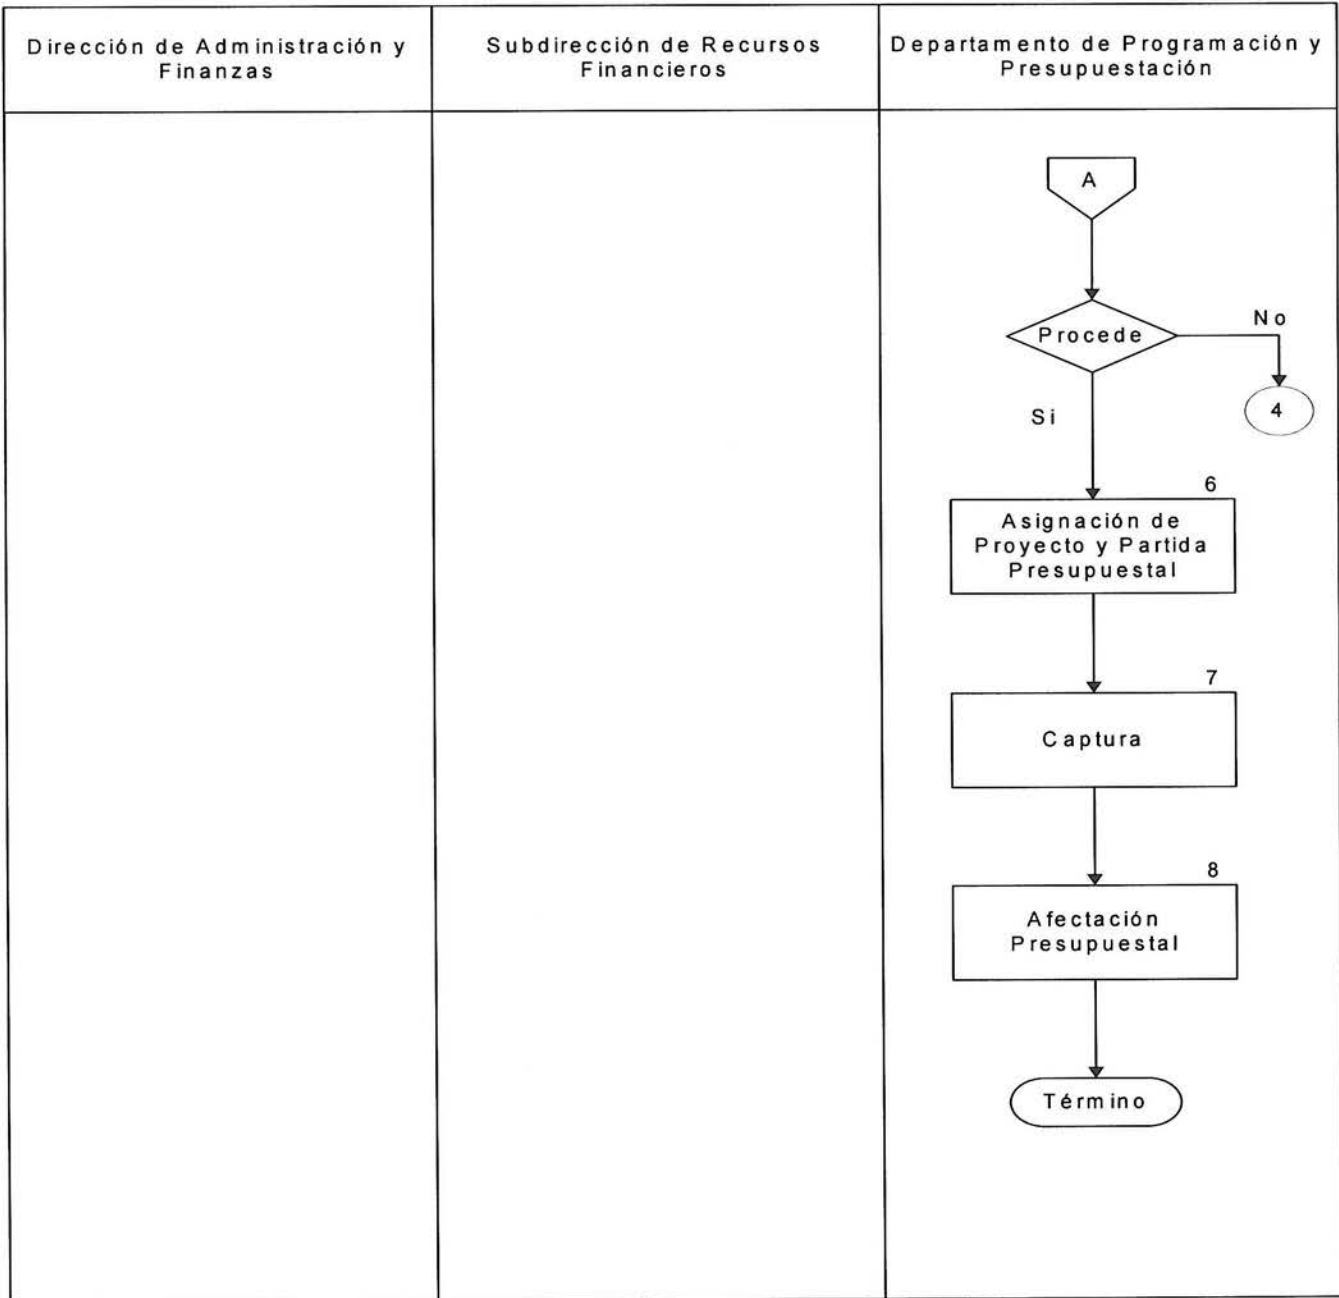 Dirección de Administración y
Finanzas
Subdirección de Recursos
Financieros
Departamento de Programación y
Presupuestación
A
Procede
No
4
Si
6
Asignación de
Proyecto y Partida
Presupuestal
7
Captura
8
Afectación
Presupuestal
Término